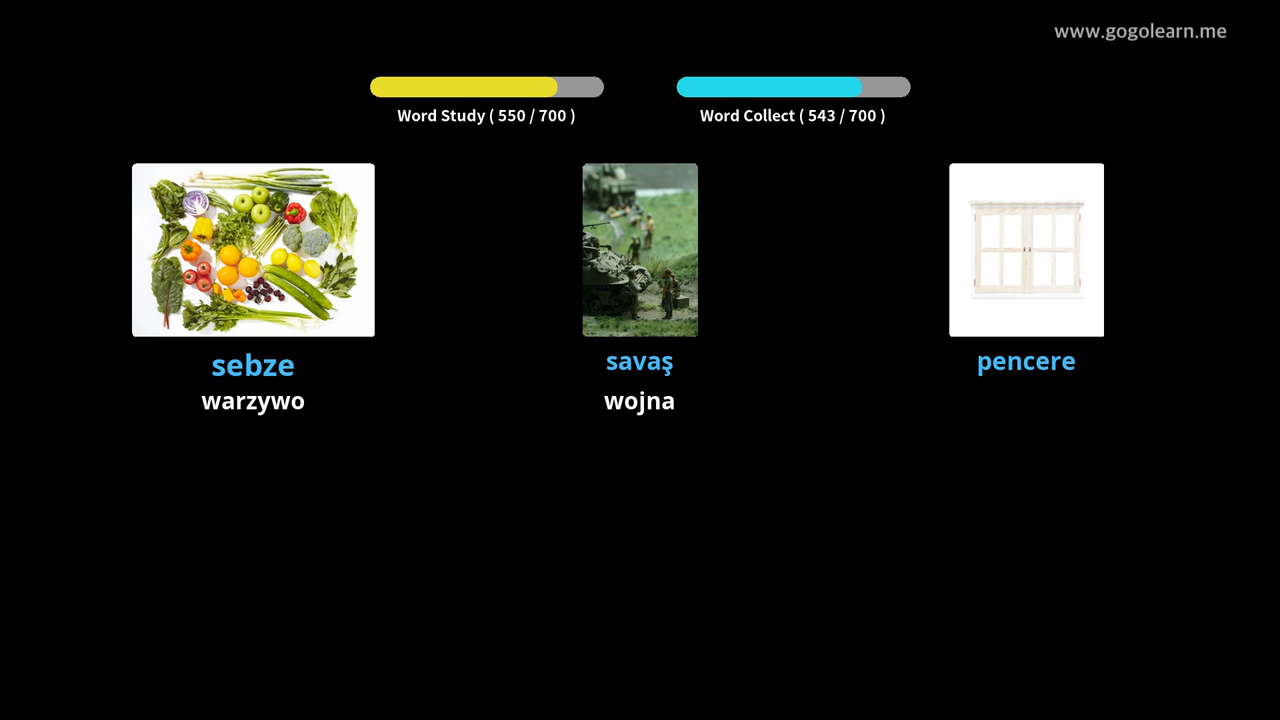 www.gogolearn.me
Word Study ( 550 / 700 )
Word Collect ( 543 / 700 )
sebze
warzywo
savaş
wojna
pencere